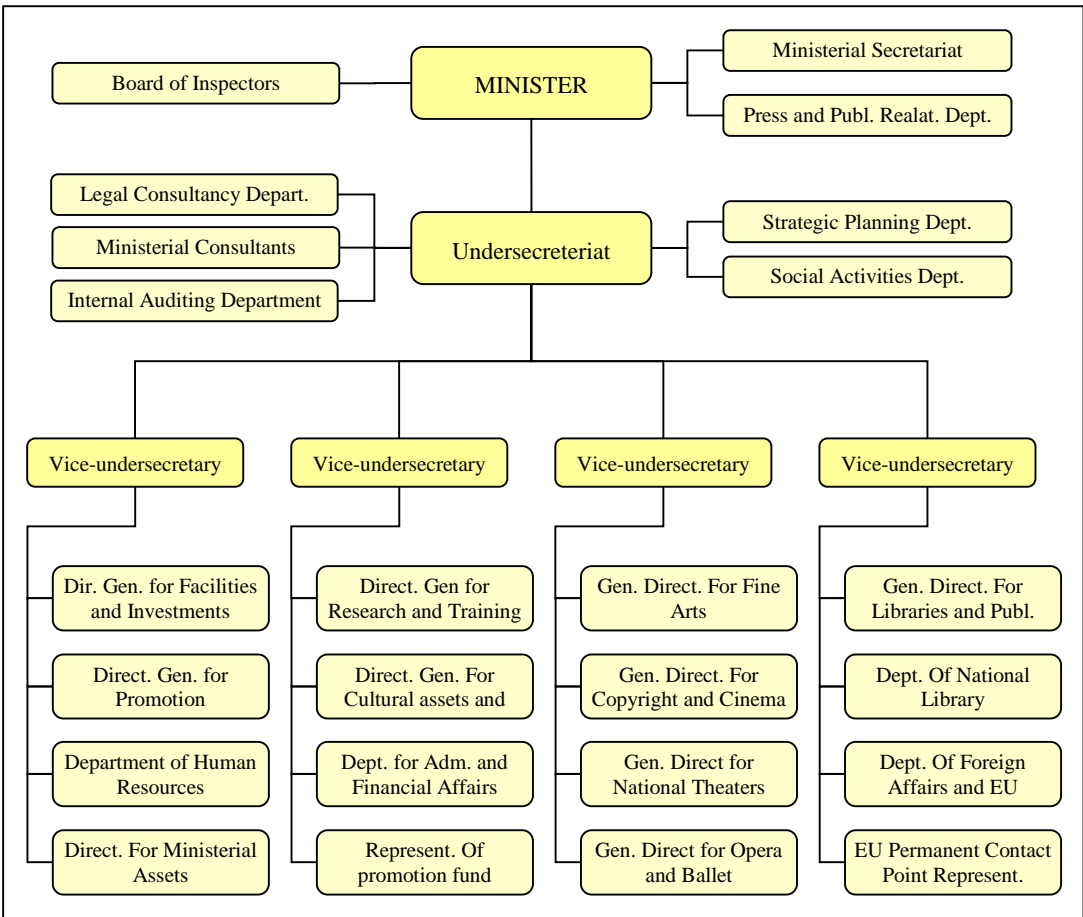 Board of Inspectors
MINISTER
Ministerial Secretariat
Press and Publ. Realat. Dept.
Legal Consultancy Depart.
Ministerial Consultants
Internal Auditing Department
Undersecreteriat
Strategic Planning Dept.
Social Activities Dept.
Vice-undersecretary
Vice-undersecretary
Vice-undersecretary
Vice-undersecretary
Dir. Gen. for Facilities
and Investments
Direct. Gen. for
Promotion
Department of Human
Resources
Direct. For Ministerial
Assets
Direct. Gen for
Research and Training
Direct. Gen. For
Cultural assets and
Dept. for Adm. and
Financial Affairs
Represent. Of
promotion fund
Gen. Direct. For Fine
Arts
Gen. Direct. For
Copyright and Cinema
Gen. Direct for
National Theaters
Gen. Direct for Opera
and Ballet
Gen. Direct. For
Libraries and Publ.
Dept. Of National
Library
Dept. Of Foreign
Affairs and EU
EU Permanent Contact
Point Represent.